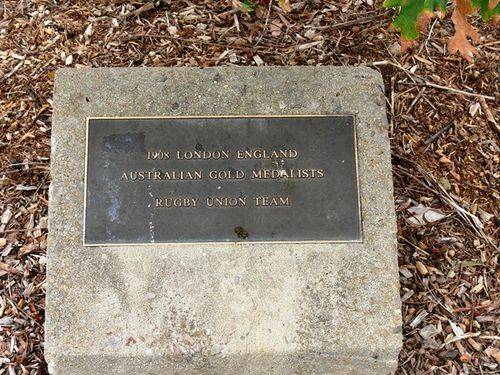 1908 LONDON ENGLAND
AUSTRALIAN GOLD MEDALISTS
RUGBY UNION TEAM